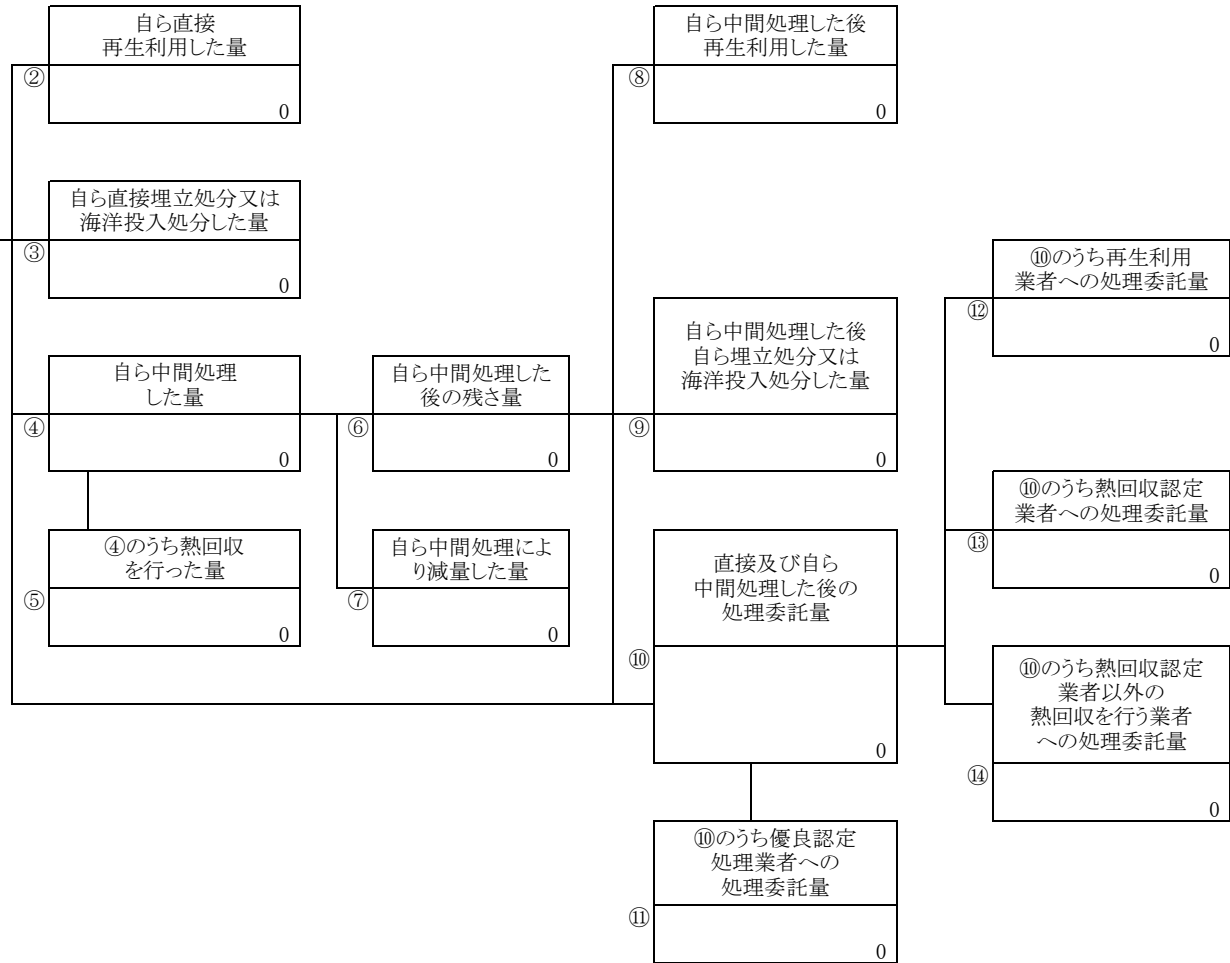 自ら直接
再生利用した量
②
0
自ら直接埋立処分又は
海洋投入処分した量
③
0
自ら中間処理
した量
④
0
④のうち熱回収
を行った量
⑤
0
自ら中間処理した
後の残さ量
⑥
0
自ら中間処理によ
り減量した量
⑦
0
自ら中間処理した後
再生利用した量
⑧
0
自ら中間処理した後
自ら埋立処分又は
海洋投入処分した量
⑨
0
直接及び自ら
中間処理した後の
処理委託量
⑩
0
⑩のうち優良認定
処理業者への
処理委託量
⑪
0
⑩のうち再生利用
業者への処理委託量
⑫
0
⑩のうち熱回収認定
業者への処理委託量
⑬
0
⑩のうち熱回収認定
業者以外の
熱回収を行う業者
への処理委託量
⑭
0